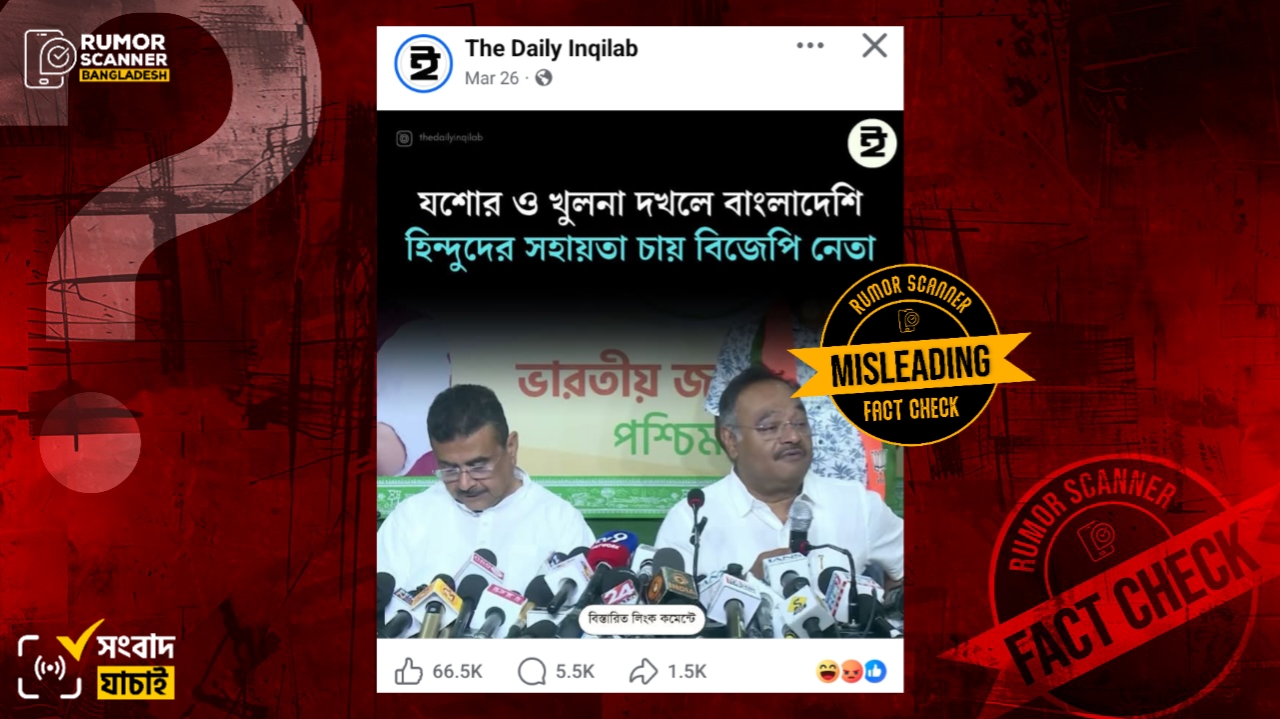 RUMOR
SCANNER
BANGLADESH
The Daily Inqilab
Mar 26
thedailyinqilab
যশোর ও খুলনা দখলে বাংলাদেশি
হিন্দুদের সহায়তা চায় বিজেপি নেতা
RUMOR SCANNER
MISLEADING
FACT CHECK
ভারতীয় জ
পশ্চিম
24
বিস্তারিত লিংক কমেন্টে
66.5K 5.5K 1.5K
RUMOR SCANNER
FACT CHECK
সংবাদ
যাচাই